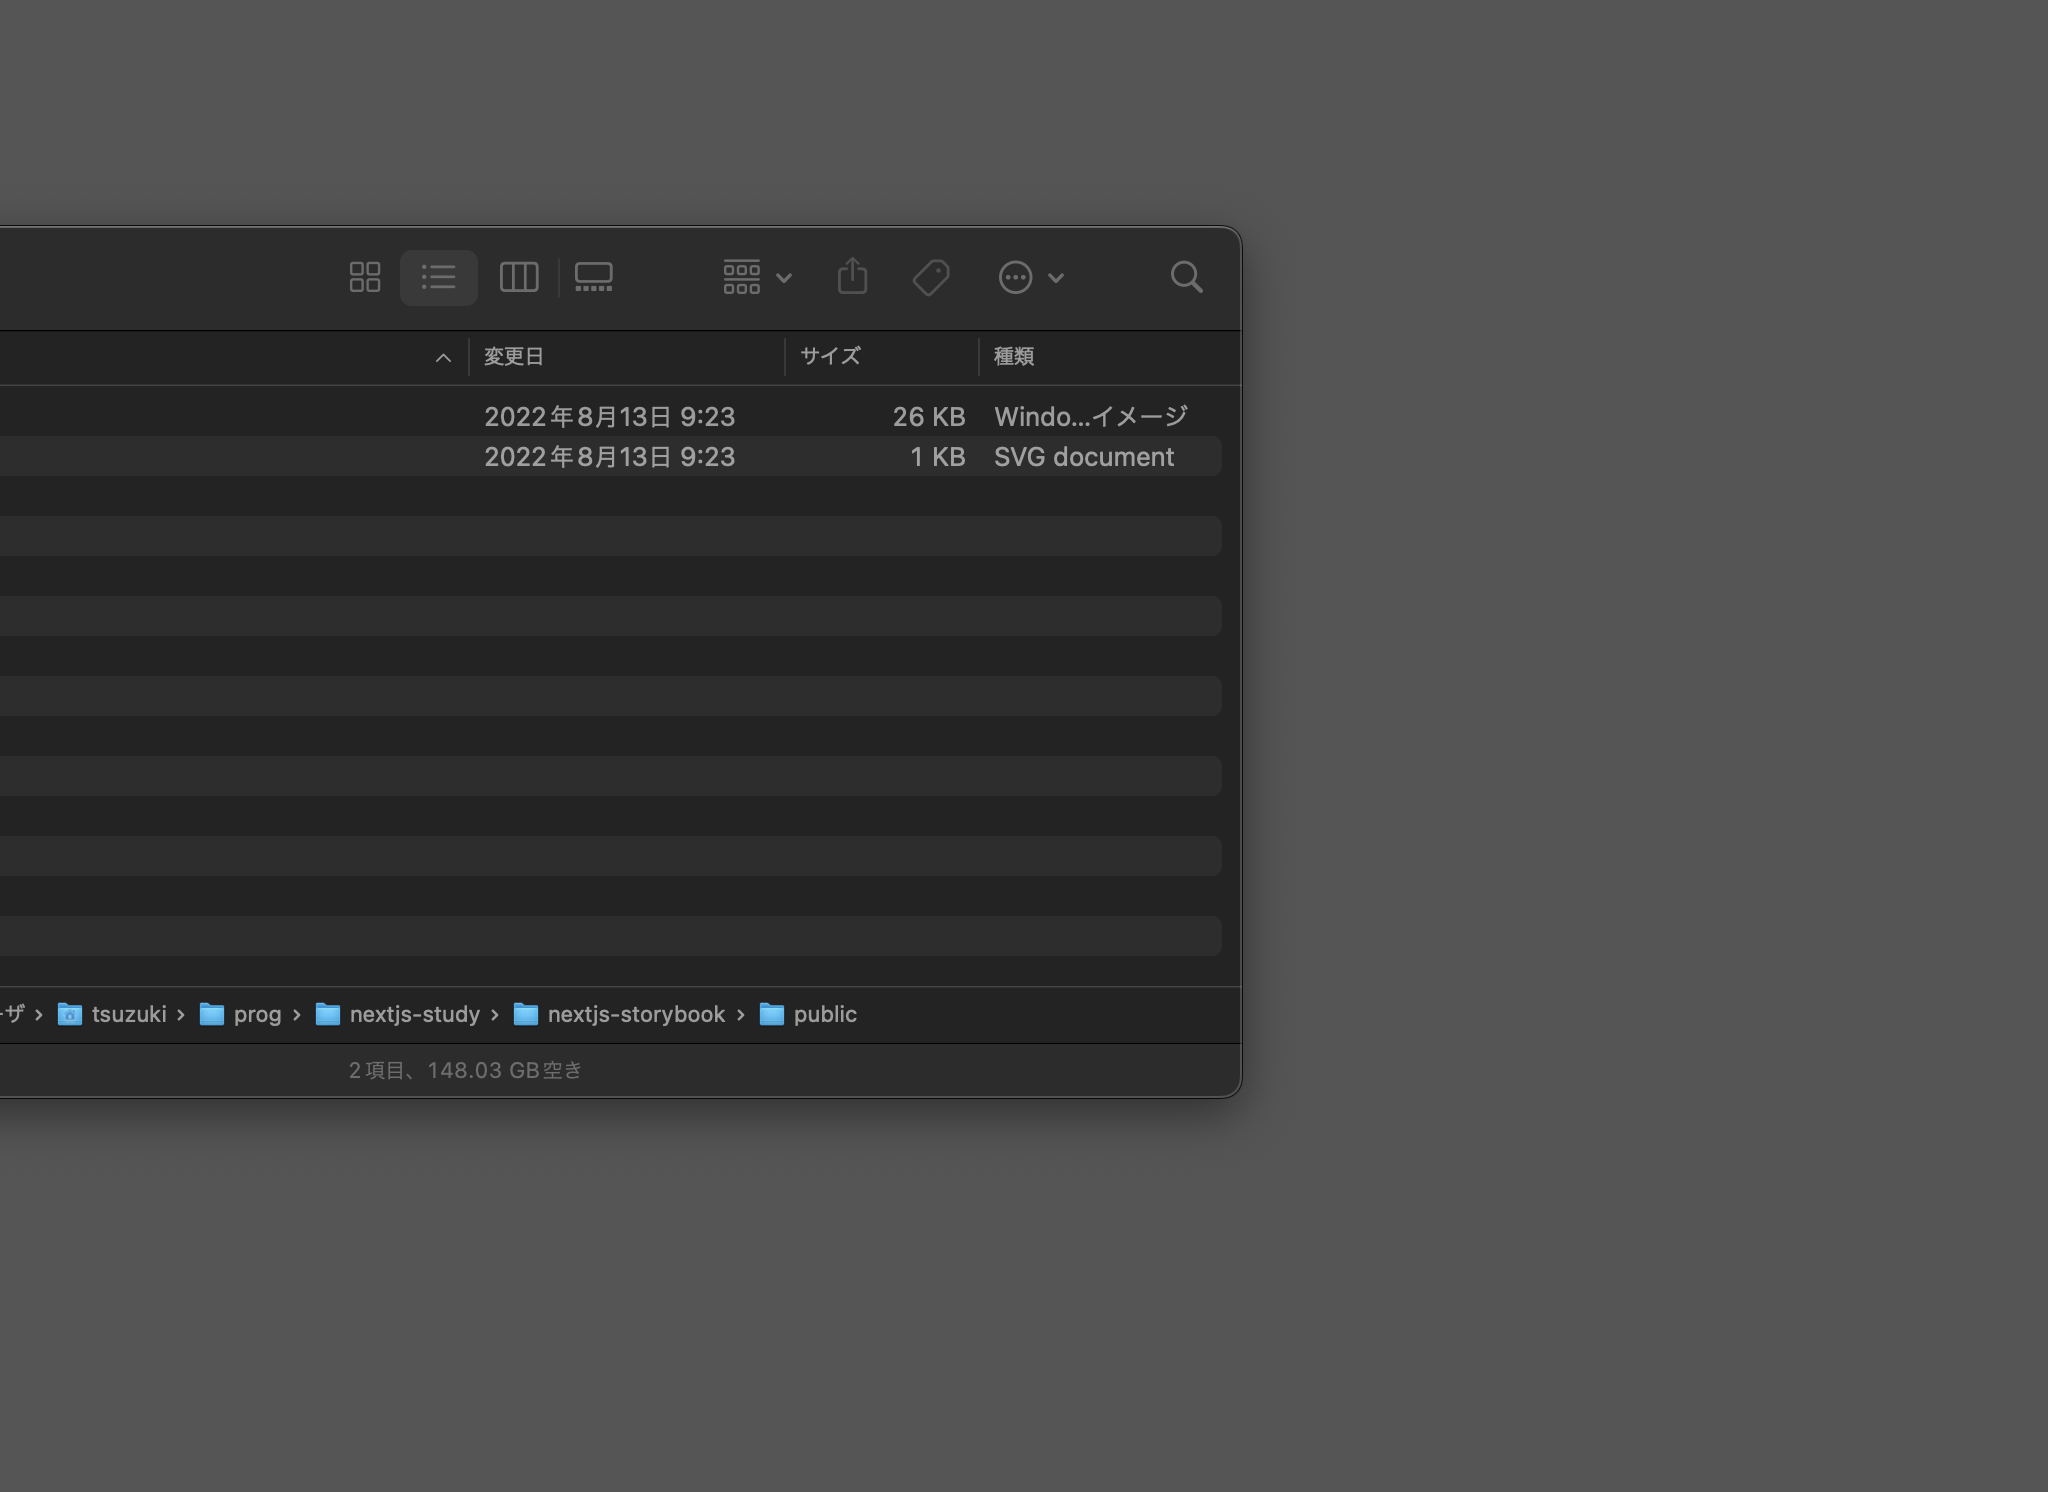 変更日 サイズ 種類
2022年8月13日 9:23 26 KB Windo...イメージ
2022年8月13日 9:23 1 KB SVG document
ーザ › tsuzuki › prog › nextjs-study › nextjs-storybook › public
2項目、148.03 GB空き